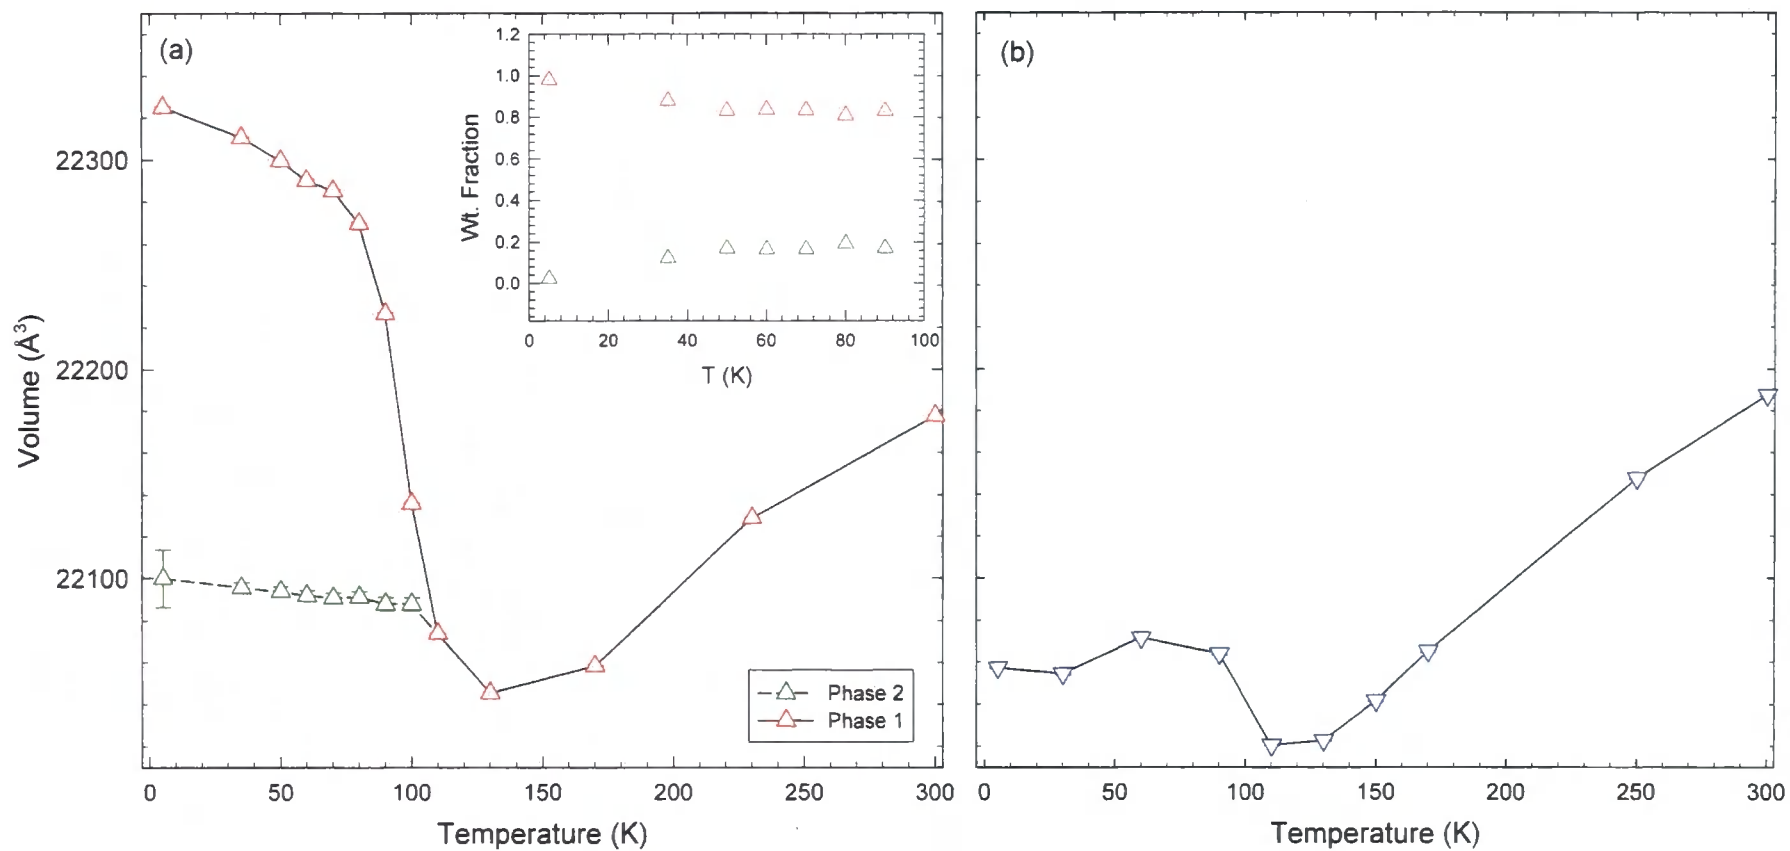 (a)
1.2
1.0
0.8
0.6
0.4
0.2
0.0
Wt. Fraction
0 20 40 60 80 100
T (K)
22300
22200
22100
Volume (Å³)
Phase 2
Phase 1
0 50 100 150 200 250 300
Temperature (K)
(b)
0 50 100 150 200 250 300
Temperature (K)